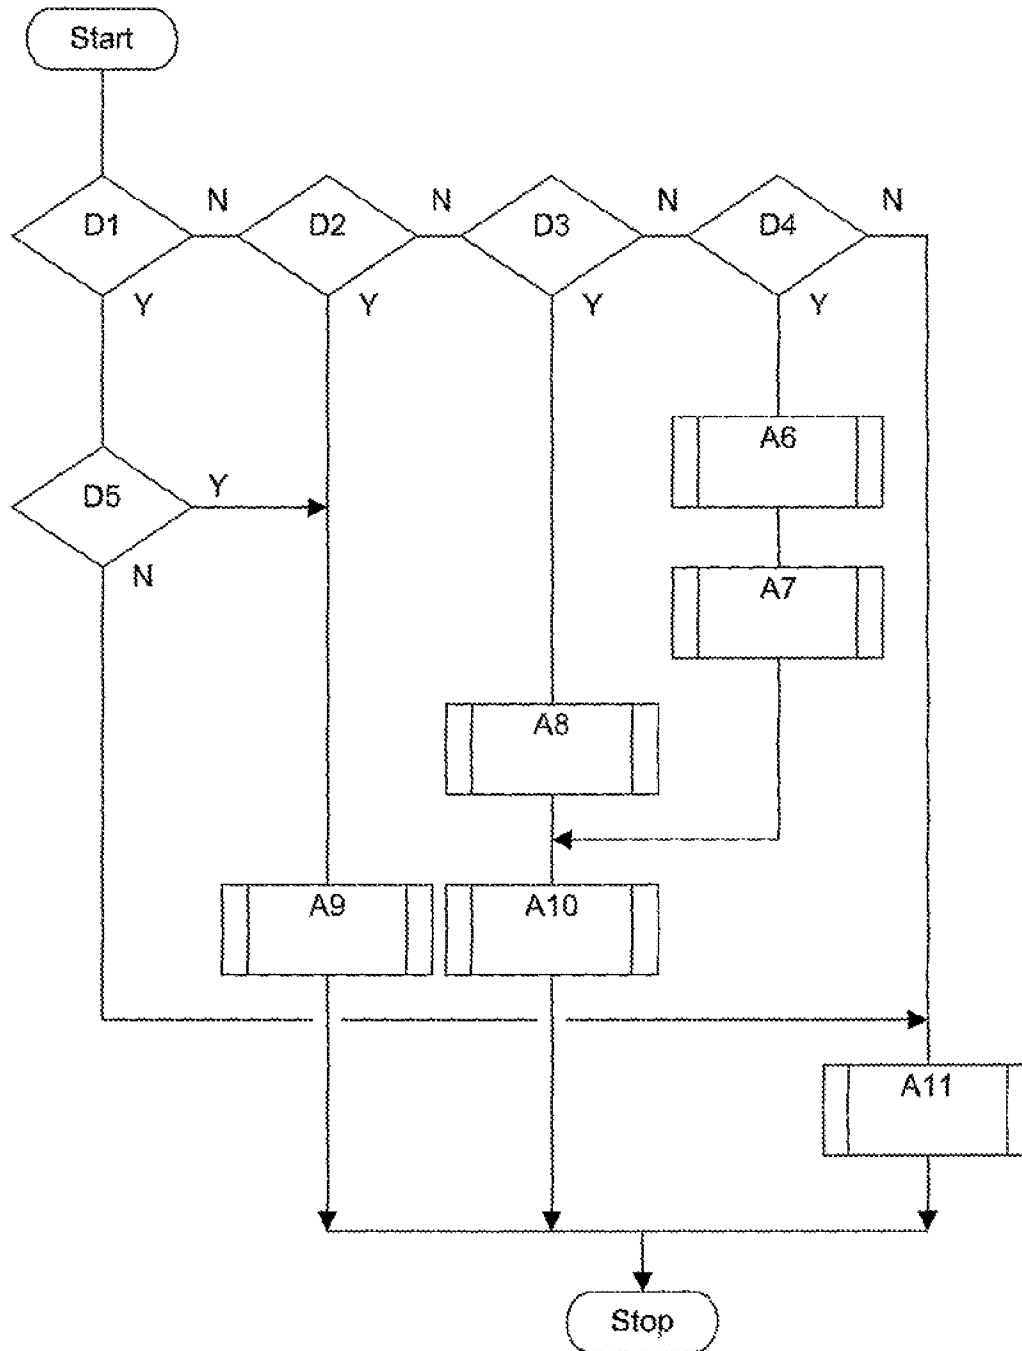 Start
D1 N D2 N D3 N D4 N
Y Y Y Y
A6
D5 Y
N A7
A8
A9 A10
A11
Stop